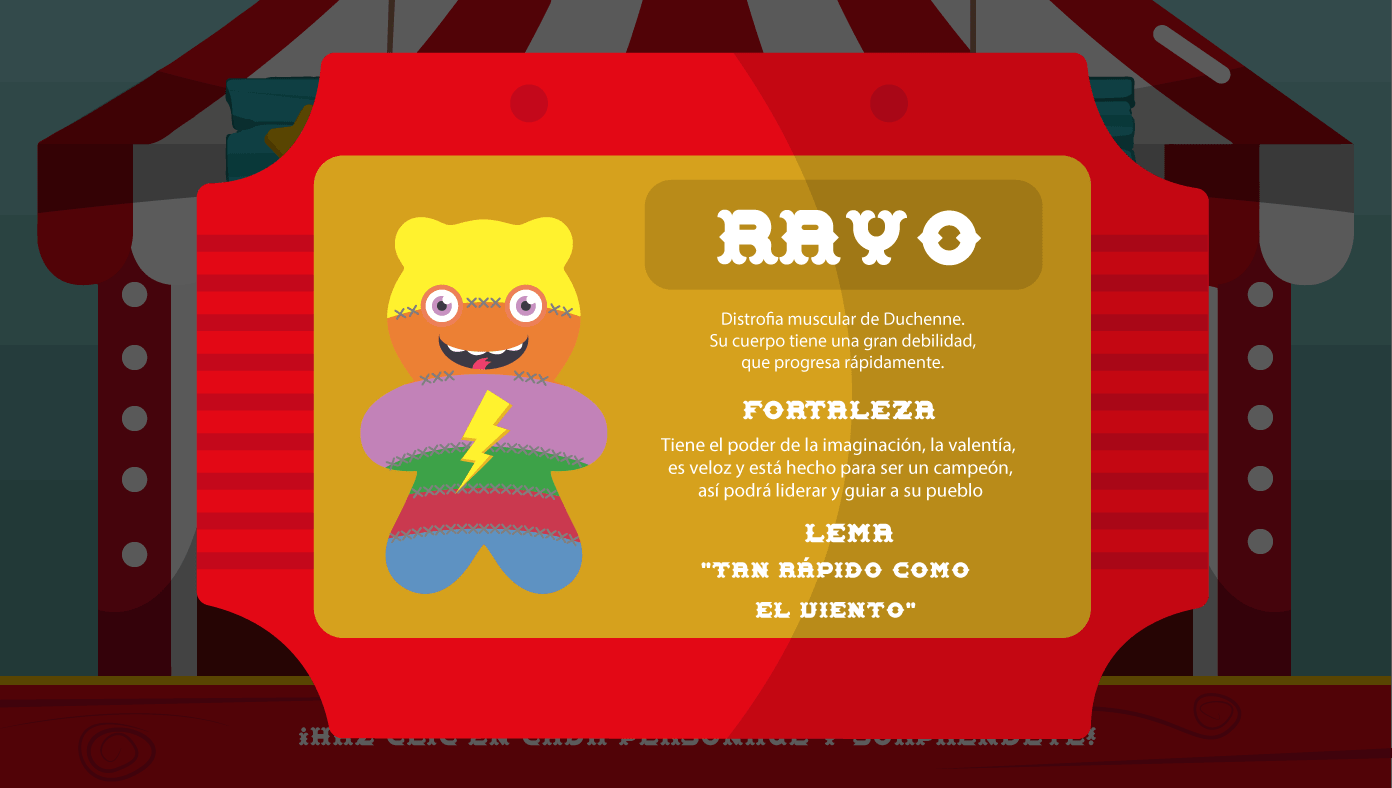 RAYO
Distrofia muscular de Duchenne.
Su cuerpo tiene una gran debilidad,
que progresa rápidamente.
FORTALEZA
Tiene el poder de la imaginación, la valentía,
es veloz y está hecho para ser un campeón,
así podrá liderar y guiar a su pueblo
LEMA
"TAN RÁPIDO COMO
EL VIENTO"
¡HAZ CLIC EN CADA PERSONAJE Y SORPRÉNDETE!